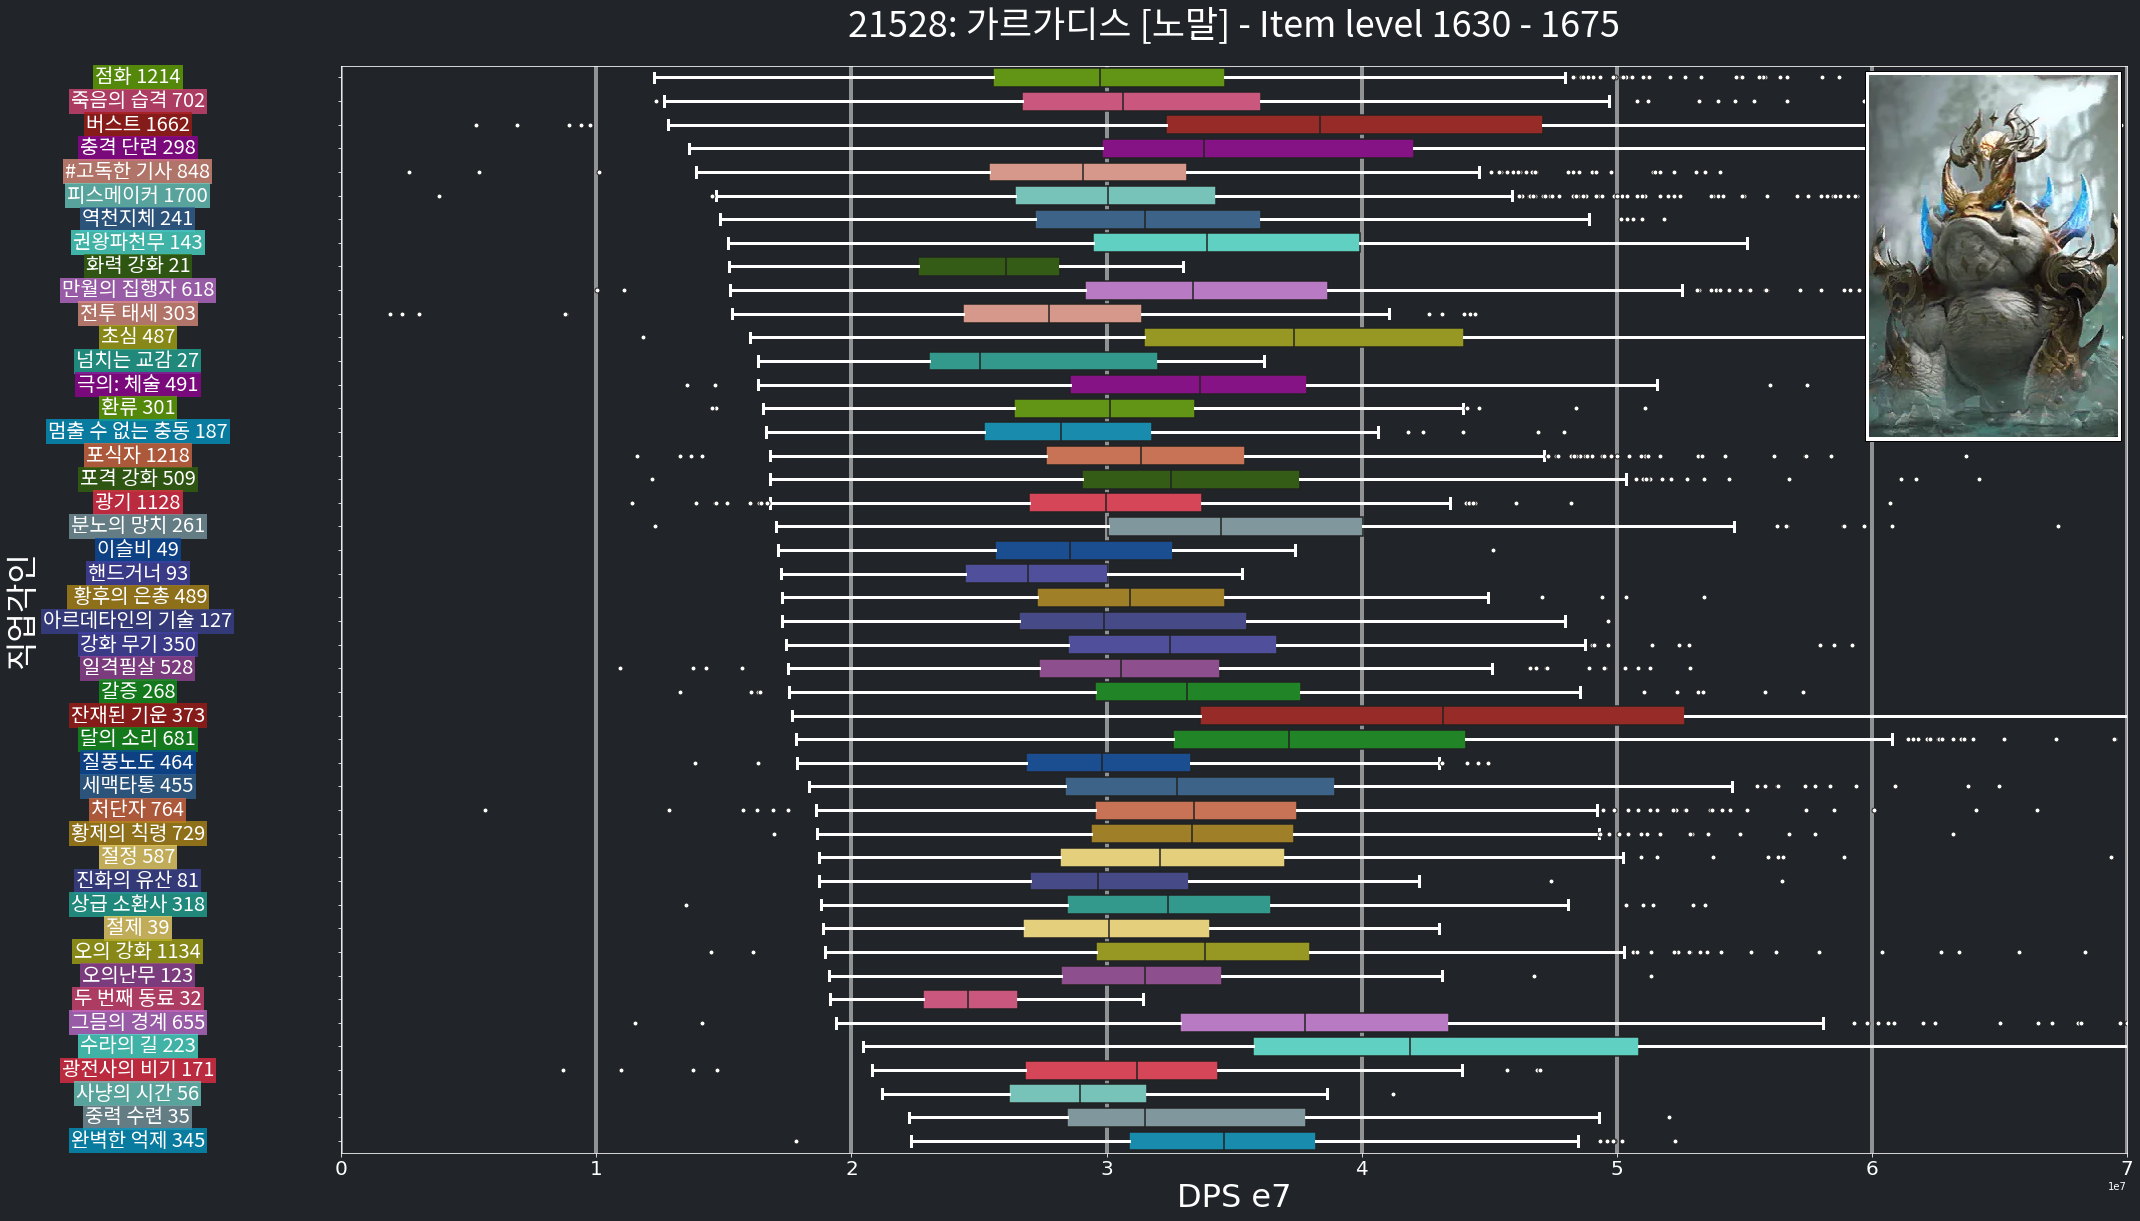 21528: 가르가디스 [노말] - Item level 1630 - 1675
점화 1214
죽음의 습격 702
버스트 1662
충격 단련 298
#고독한 기사 848
피스메이커 1700
역천지체 241
권왕파천무 143
화력 강화 21
만월의 집행자 618
전투 태세 303
초심 487
넘치는 교감 27
극의: 체술 491
환류 301
멈출 수 없는 충동 187
포식자 1218
포격 강화 509
광기 1128
분노의 망치 261
이슬비 49
핸드거너 93
황후의 은총 489
아르데타인의 기술 127
강화 무기 350
일격필살 528
갈증 268
잔재된 기운 373
달의 소리 681
질풍노도 464
세맥타통 455
처단자 764
황제의 칙령 729
절정 587
진화의 유산 81
상급 소환사 318
절제 39
오의 강화 1134
오의난무 123
두 번째 동료 32
그믐의 경계 655
수라의 길 223
광전사의 비기 171
사냥의 시간 56
중력 수련 35
완벽한 억제 345
직업각인
0 1 2 3 4 5 6 7
DPS e7
1e7